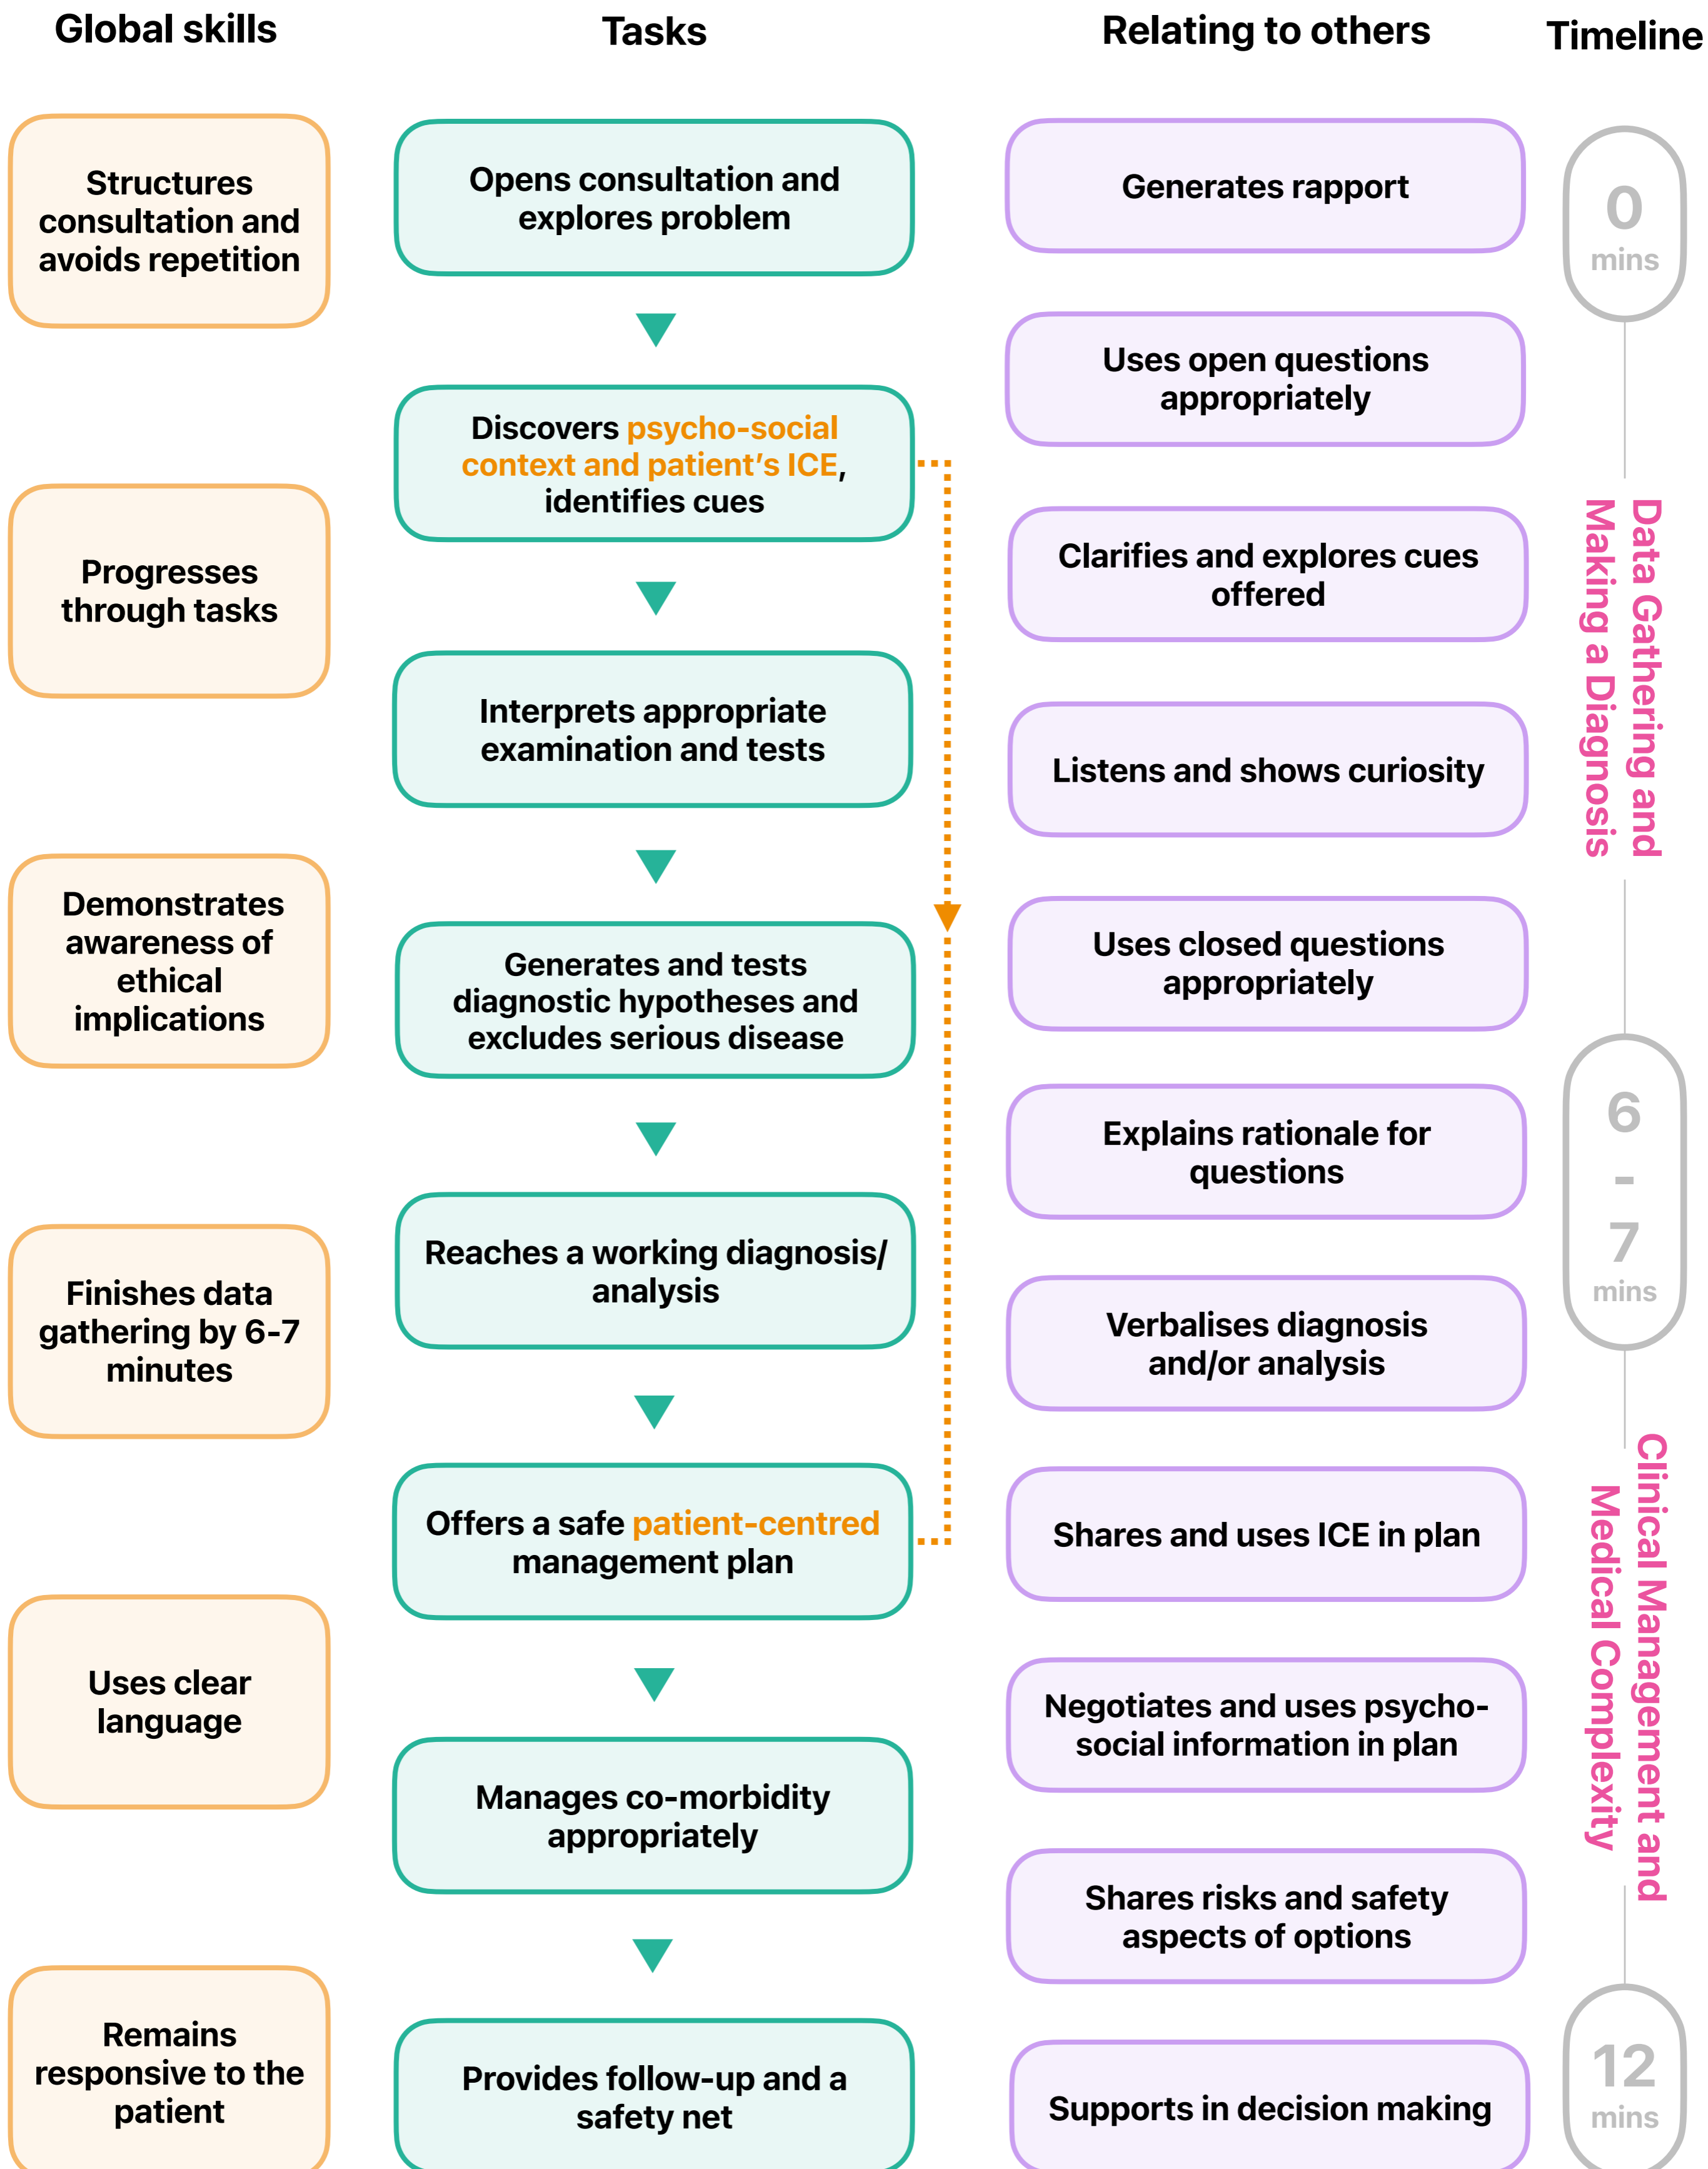 Global skills
Tasks
Relating to others
Timeline
Structures
consultation and
avoids repetition
Progresses
through tasks
Demonstrates
awareness of
ethical
implications
Finishes data
gathering by 6-7
minutes
Uses clear
language
Remains
responsive to the
patient
Opens consultation and
explores problem
Discovers psycho-social
context and patient’s ICE,
identifies cues
Interprets appropriate
examination and tests
Generates and tests
diagnostic hypotheses and
excludes serious disease
Reaches a working diagnosis/
analysis
Offers a safe patient-centred
management plan
Manages co-morbidity
appropriately
Provides follow-up and a
safety net
Generates rapport
Uses open questions
appropriately
Clarifies and explores cues
offered
Listens and shows curiosity
Uses closed questions
appropriately
Explains rationale for
questions
Verbalises diagnosis
and/or analysis
Shares and uses ICE in plan
Negotiates and uses psycho-
social information in plan
Shares risks and safety
aspects of options
Supports in decision making
0
mins
Data Gathering and
Making a Diagnosis
6
-
7
mins
Clinical Management and
Medical Complexity
12
mins